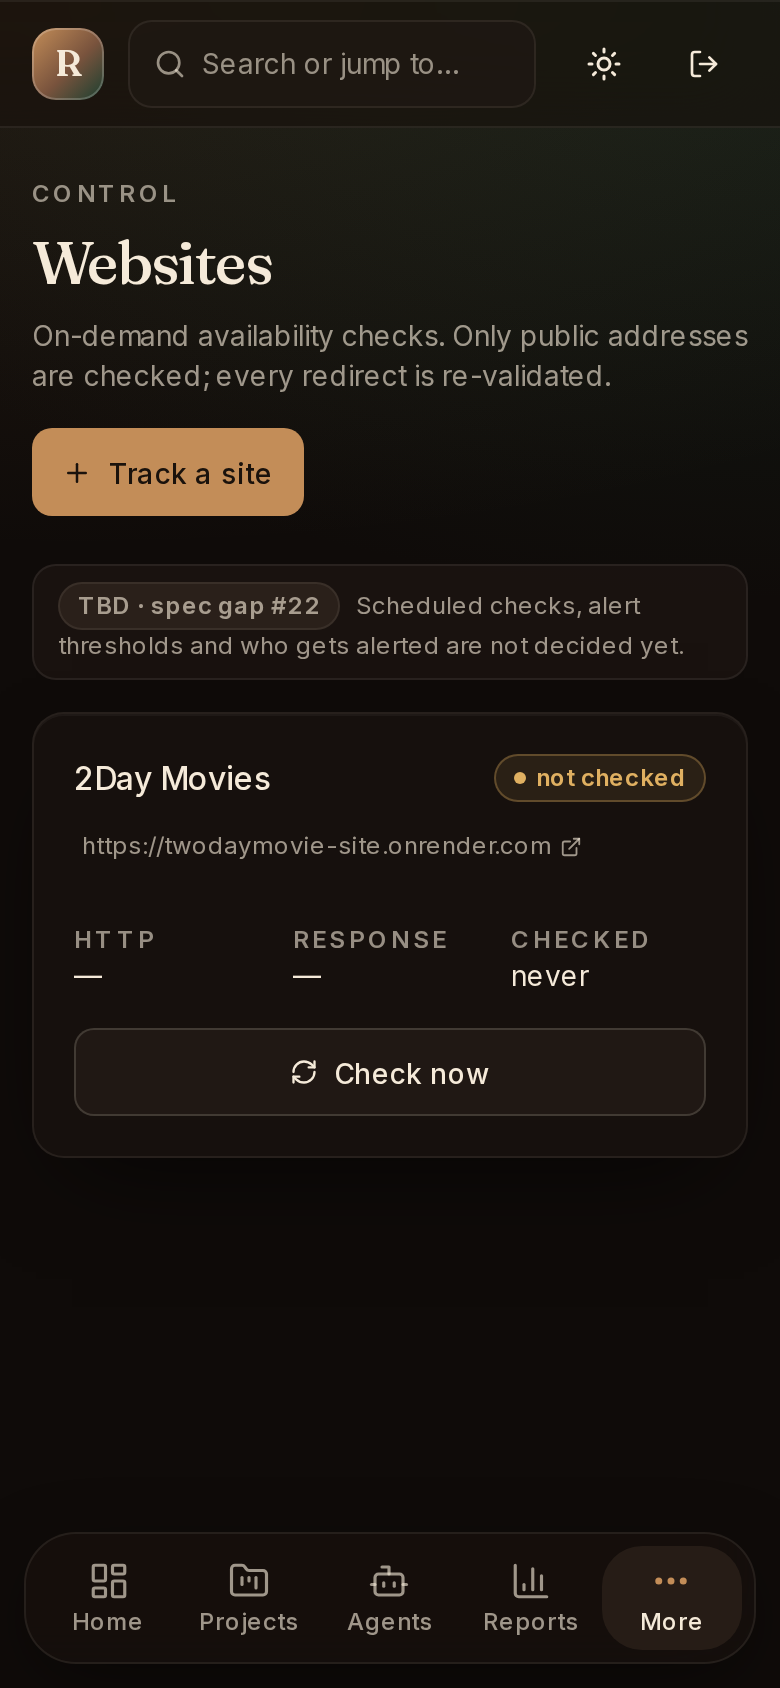 R
Search or jump to...
CONTROL
Websites
On-demand availability checks. Only public addresses
are checked; every redirect is re-validated.
Track a site
TBD · spec gap #22 Scheduled checks, alert
thresholds and who gets alerted are not decided yet.
2Day Movies
not checked
https://twodaymovie-site.onrender.com
HTTP RESPONSE CHECKED
— — never
Check now
Home Projects Agents Reports More